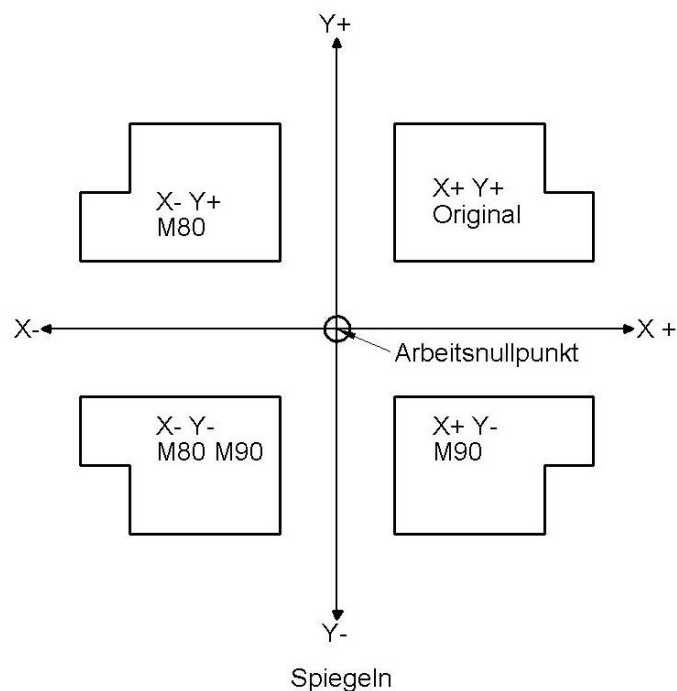 Y+
X- Y+
M80
X+ Y+
Original
X-
X +
Arbeitsnullpunkt
X- Y-
M80 M90
X+ Y-
M90
Y-
Spiegeln